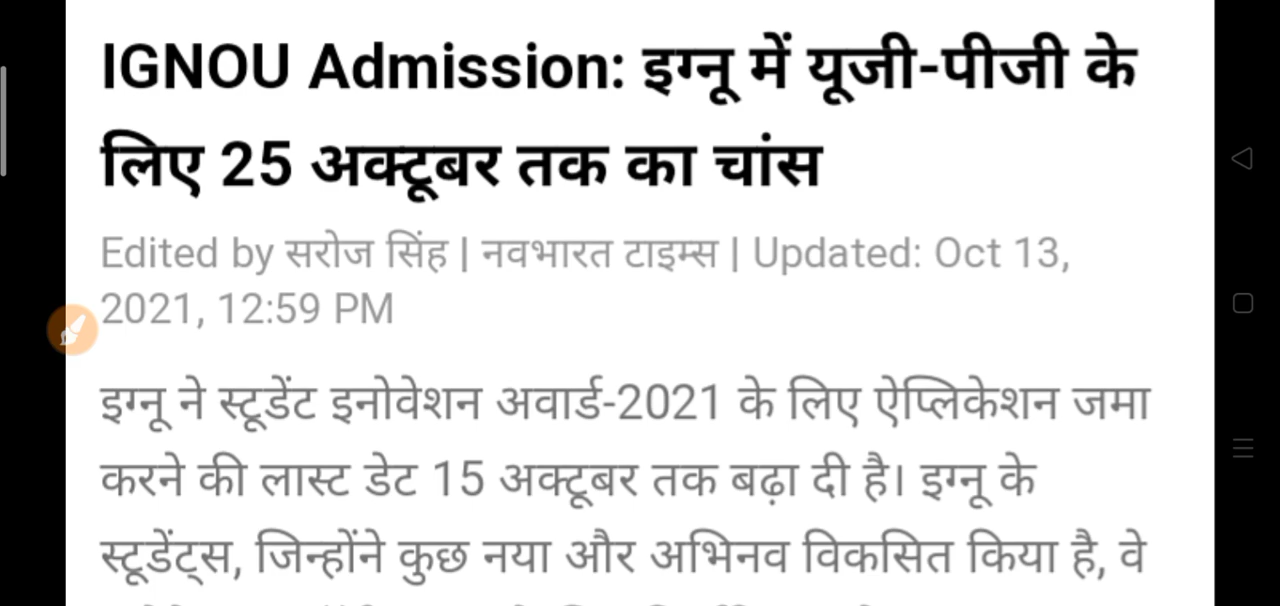 IGNOU Admission: इग्नू में यूजी-पीजी के
लिए 25 अक्टूबर तक का चांस
Edited by सरोज सिंह | नवभारत टाइम्स | Updated: Oct 13,
2021, 12:59 PM
इग्नू ने स्टूडेंट इनोवेशन अवार्ड-2021 के लिए ऐप्लिकेशन जमा
करने की लास्ट डेट 15 अक्टूबर तक बढ़ा दी है। इग्नू के
स्टूडेंट्स, जिन्होंने कुछ नया और अभिनव विकसित किया है, वे